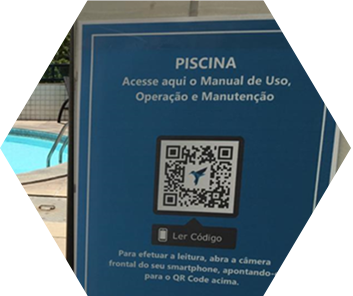 PISCINA
Acesse aqui o Manual de Uso,
Operação e Manutenção
Ler Código
Para efetuar a leitura, abra a câmera
frontal do seu smartphone, apontando-o
para o QR Code acima.